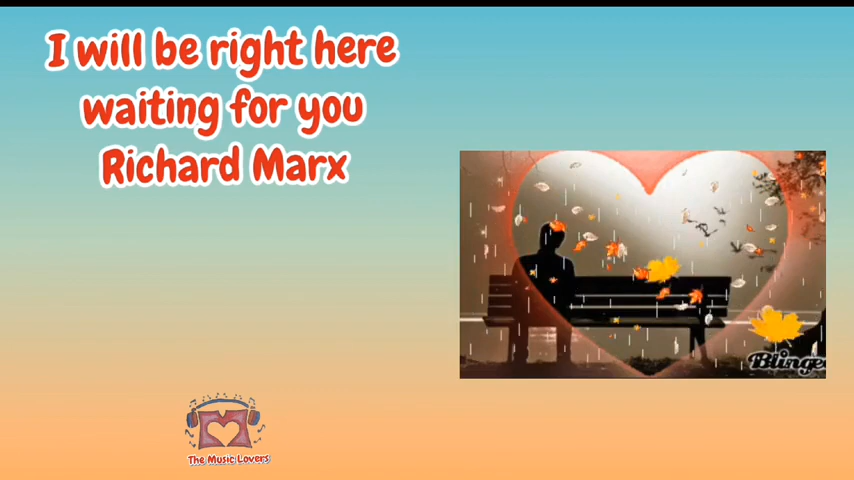 I will be right here
waiting for you
Richard Marx
Blingee
The Music Lovers